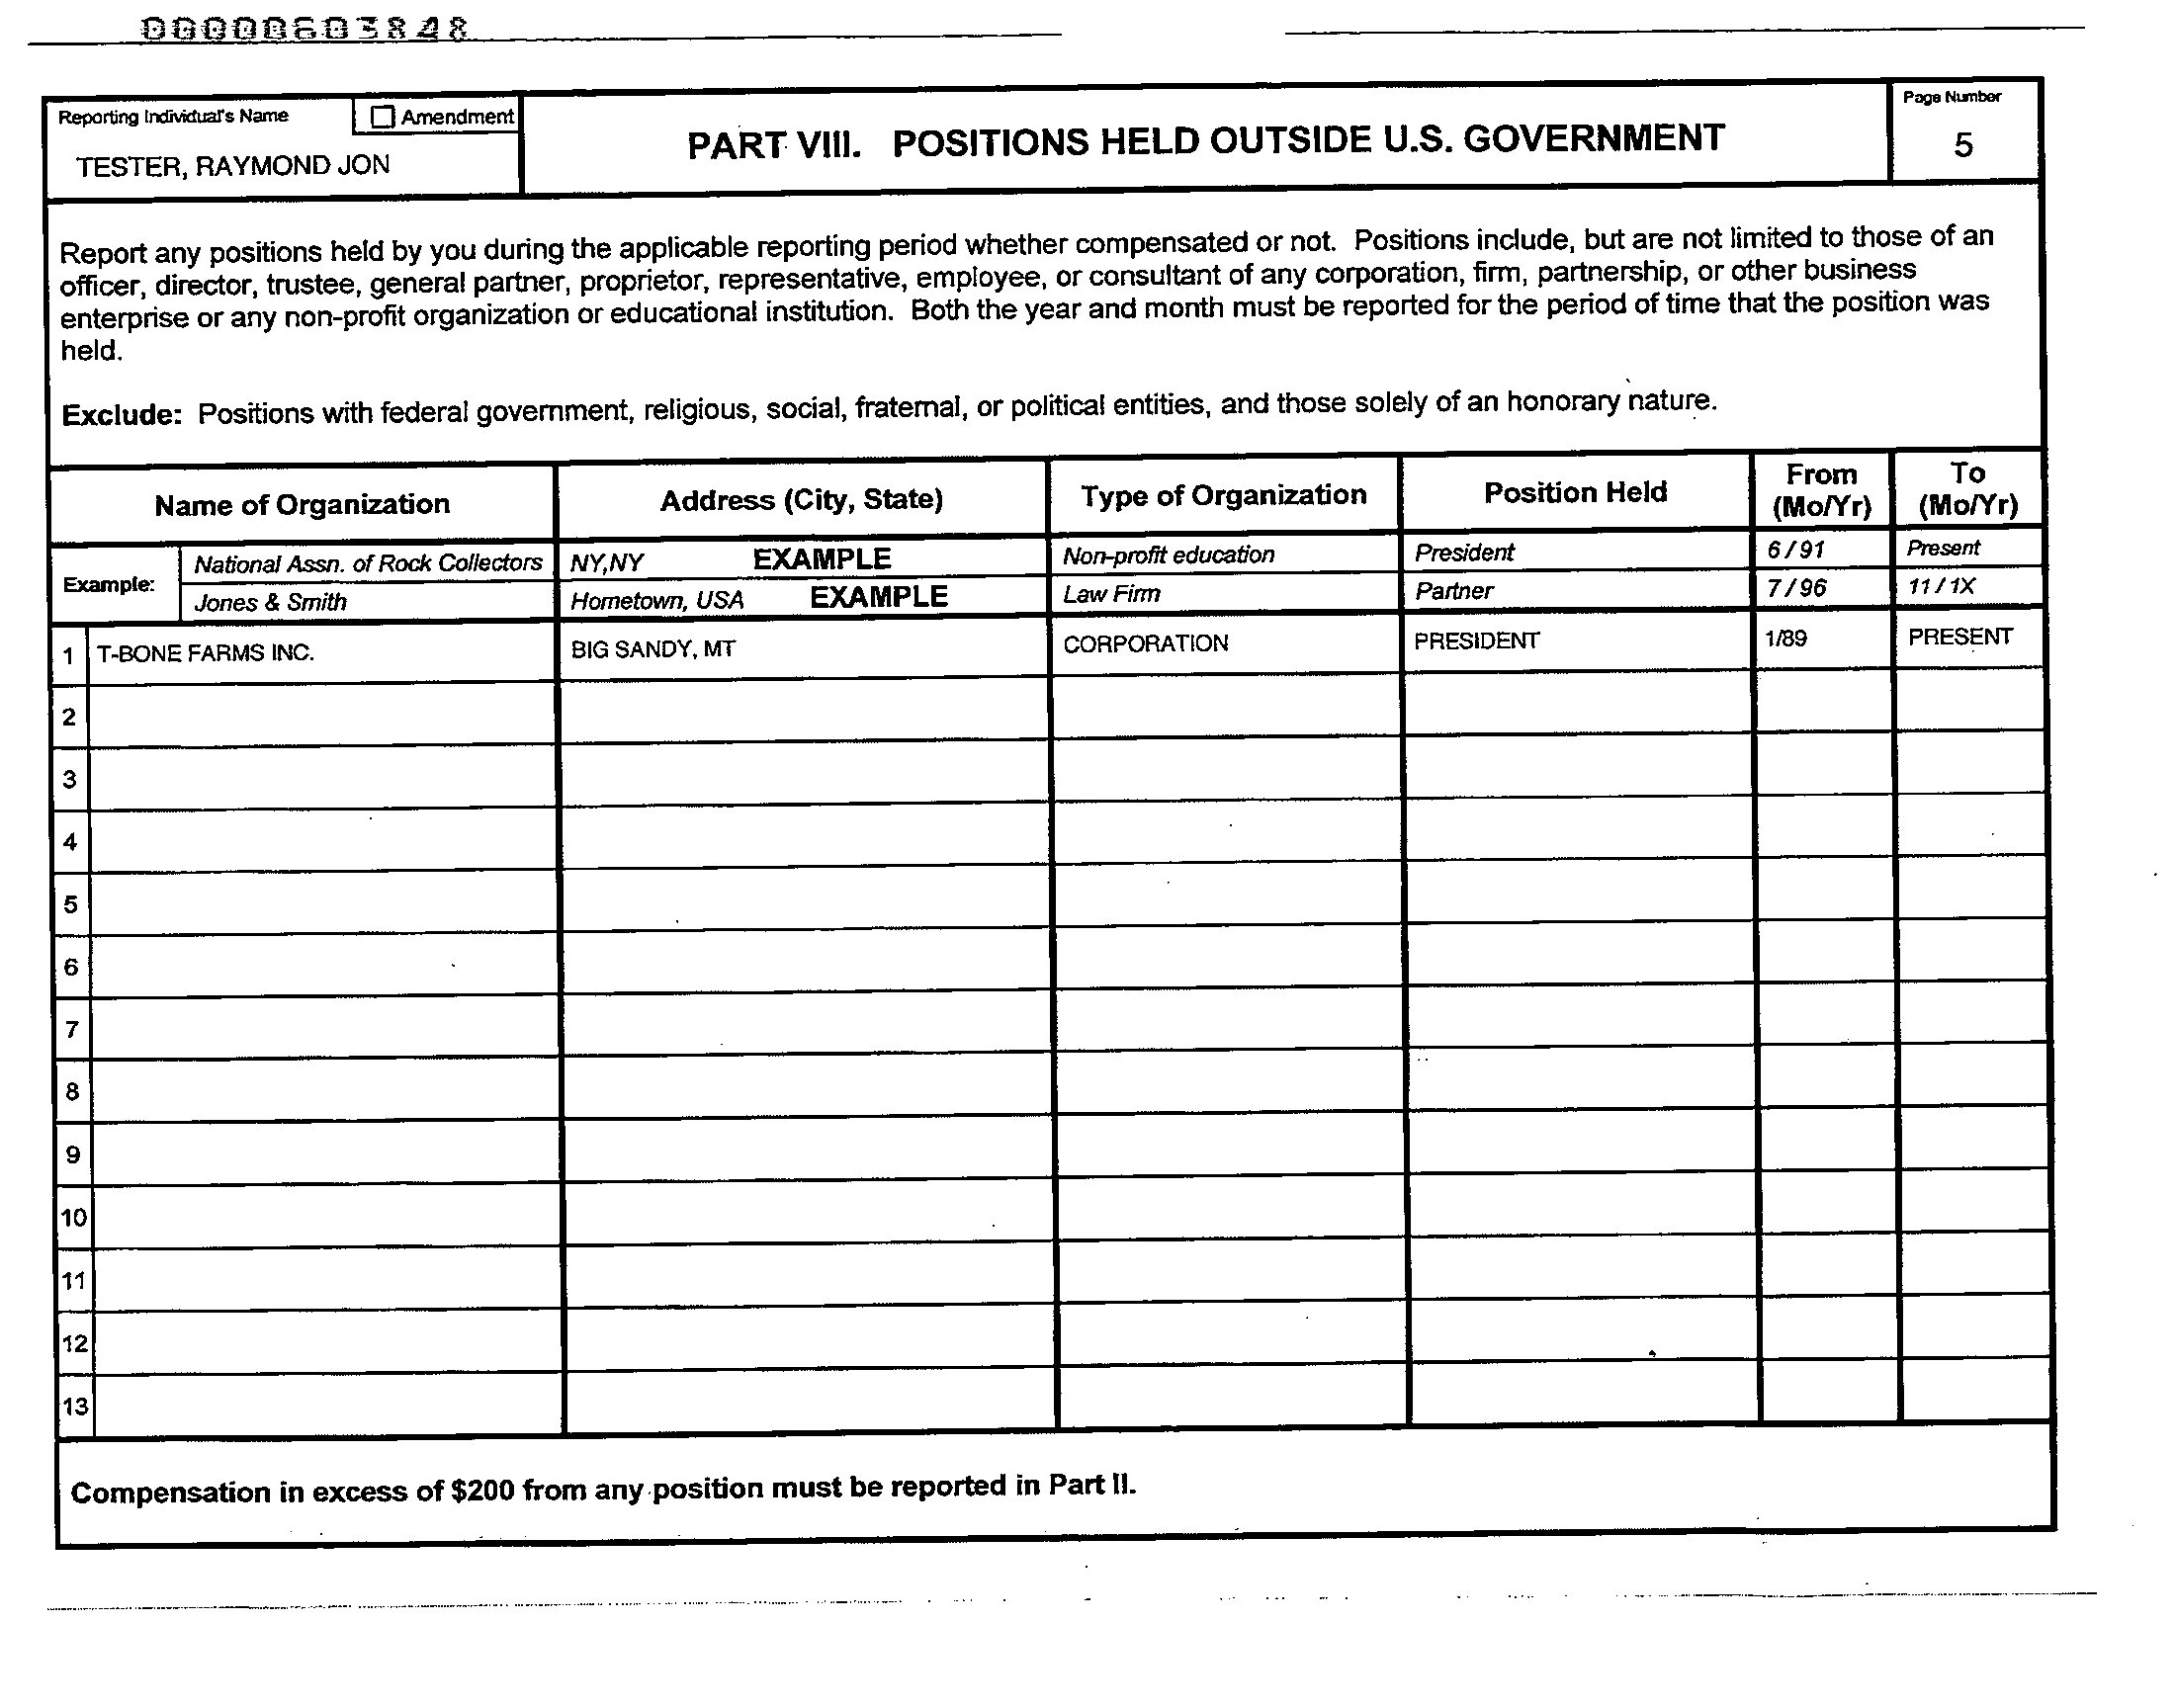 00000603848
Reporting Individual's Name
☐ Amendment
TESTER, RAYMOND JON
PART VIII. POSITIONS HELD OUTSIDE U.S. GOVERNMENT
Page Number
5
Report any positions held by you during the applicable reporting period whether compensated or not. Positions include, but are not limited to those of an
officer, director, trustee, general partner, proprietor, representative, employee, or consultant of any corporation, firm, partnership, or other business
enterprise or any non-profit organization or educational institution. Both the year and month must be reported for the period of time that the position was
held.
Exclude: Positions with federal government, religious, social, fraternal, or political entities, and those solely of an honorary nature.
Name of Organization Address (City, State) Type of Organization Position Held From (Mo/Yr) To (Mo/Yr)
Example: National Assn. of Rock Collectors NY,NY EXAMPLE Non-profit education President 6/91 Present
Jones & Smith Hometown, USA EXAMPLE Law Firm Partner 7/96 11/1X
1 T-BONE FARMS INC. BIG SANDY, MT CORPORATION PRESIDENT 1/89 PRESENT
2
3
4
5
6
7
8
9
10
11
12
13
Compensation in excess of $200 from any position must be reported in Part II.